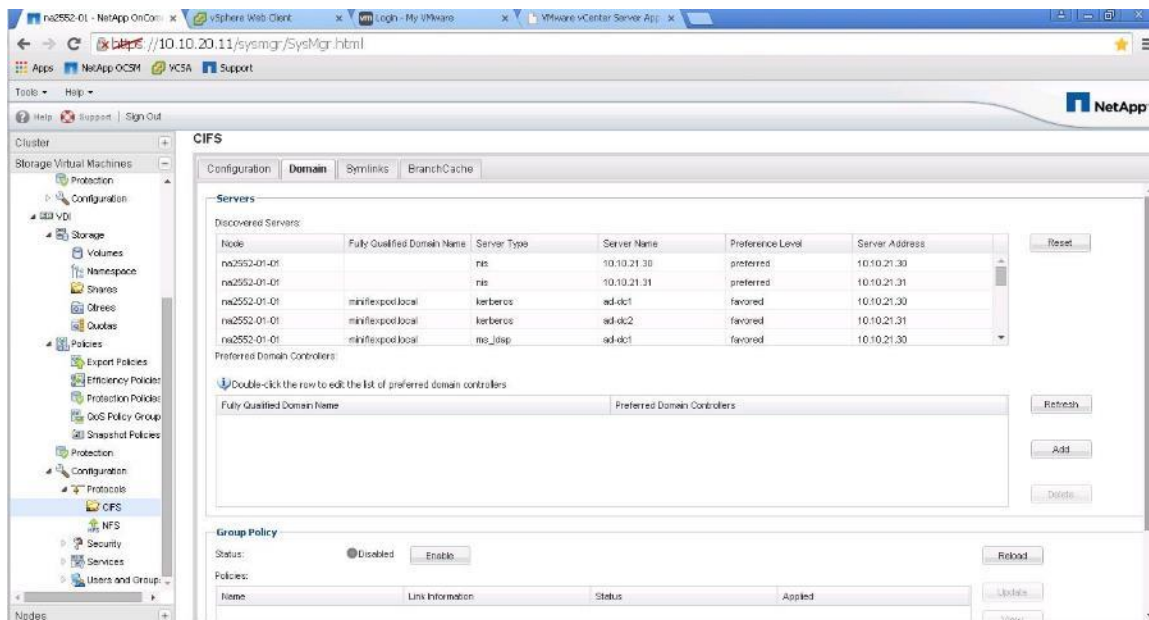 na2552-01 - NetApp OnCom
vSphere Web Client
vm Login - My VMware
VMware vCenter Server App
https://10.10.20.11/sysmgr/SysMgr.html
Apps NetApp OCSM VCSA Support
Tools Help
NetApp
Help Support | Sign Out
Cluster
CIFS
Storage Virtual Machines
Configuration Domain Symlinks BranchCache
Protection
Configuration
VDI
Storage
Volumes
Namespace
Shares
Qtrees
Quotas
Policies
Export Policies
Efficiency Policies
Protection Policies
QoS Policy Group
Snapshot Policies
Protection
Configuration
Protocols
CIFS
NFS
Security
Services
Users and Group
Nodes
Servers
Discovered Servers:
Node Fully Qualified Domain Name Server Type Server Name Preference Level Server Address
Reset
na2552-01-01 nis 10.10.21.30 preferred 10.10.21.30
na2552-01-01 nis 10.10.21.31 preferred 10.10.21.31
na2552-01-01 miniflexpod.local kerberos ad-dc1 favored 10.10.21.30
na2552-01-01 miniflexpod.local kerberos ad-dc2 favored 10.10.21.31
na2552-01-01 miniflexpod.local ms_ldap ad-dc1 favored 10.10.21.30
Preferred Domain Controllers:
Double-click the row to edit the list of preferred domain controllers
Fully Qualified Domain Name Preferred Domain Controllers
Refresh
Add
Delete
Group Policy
Status: Disabled Enable
Reload
Policies:
Name Link Information Status Applied
Update